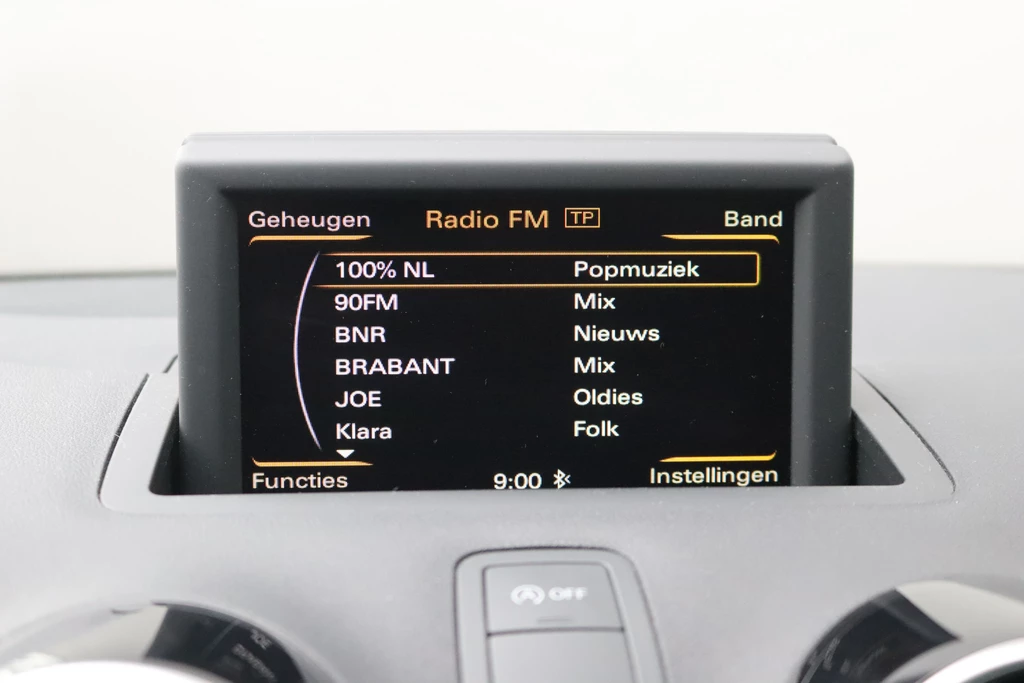 Geheugen Radio FM TP Band
100% NL Popmuziek
90FM Mix
BNR Nieuws
BRABANT Mix
JOE Oldies
Klara Folk
Functies 9:00 Instellingen
OFF